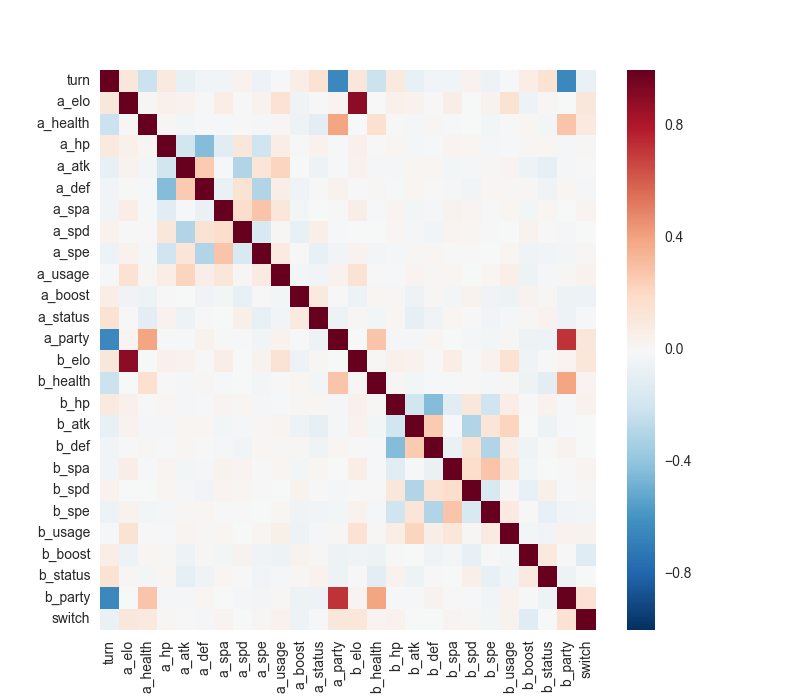 turn
a_elo
a_health
a_hp
a_atk
a_def
a_spa
a_spd
a_spe
a_usage
a_boost
a_status
a_party
b_elo
b_health
b_hp
b_atk
b_def
b_spa
b_spd
b_spe
b_usage
b_boost
b_status
b_party
switch
turn
a_elo
a_health
a_hp
a_atk
a_def
a_spa
a_spd
a_spe
a_usage
a_boost
a_status
a_party
b_elo
b_health
b_hp
b_atk
b_def
b_spa
b_spd
b_spe
b_usage
b_boost
b_status
b_party
switch
0.8
0.4
0.0
−0.4
−0.8